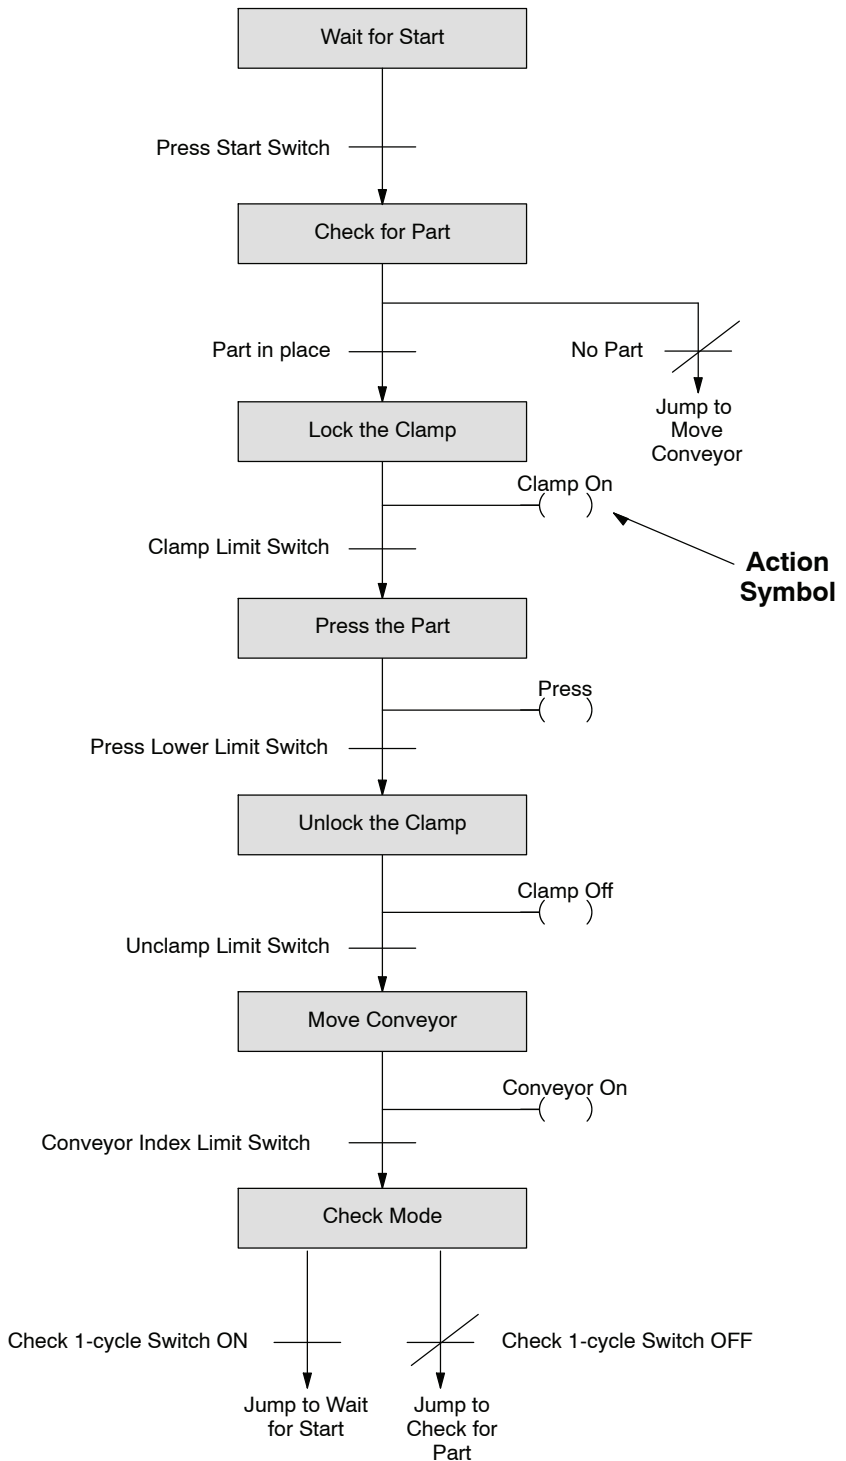 Wait for Start
Press Start Switch
Check for Part
Part in place
No Part
Jump to
Move
Conveyor
Lock the Clamp
Clamp On
Clamp Limit Switch
Action
Symbol
Press the Part
Press
Press Lower Limit Switch
Unlock the Clamp
Clamp Off
Unclamp Limit Switch
Move Conveyor
Conveyor On
Conveyor Index Limit Switch
Check Mode
Check 1-cycle Switch ON
Check 1-cycle Switch OFF
Jump to Wait
for Start
Jump to
Check for
Part